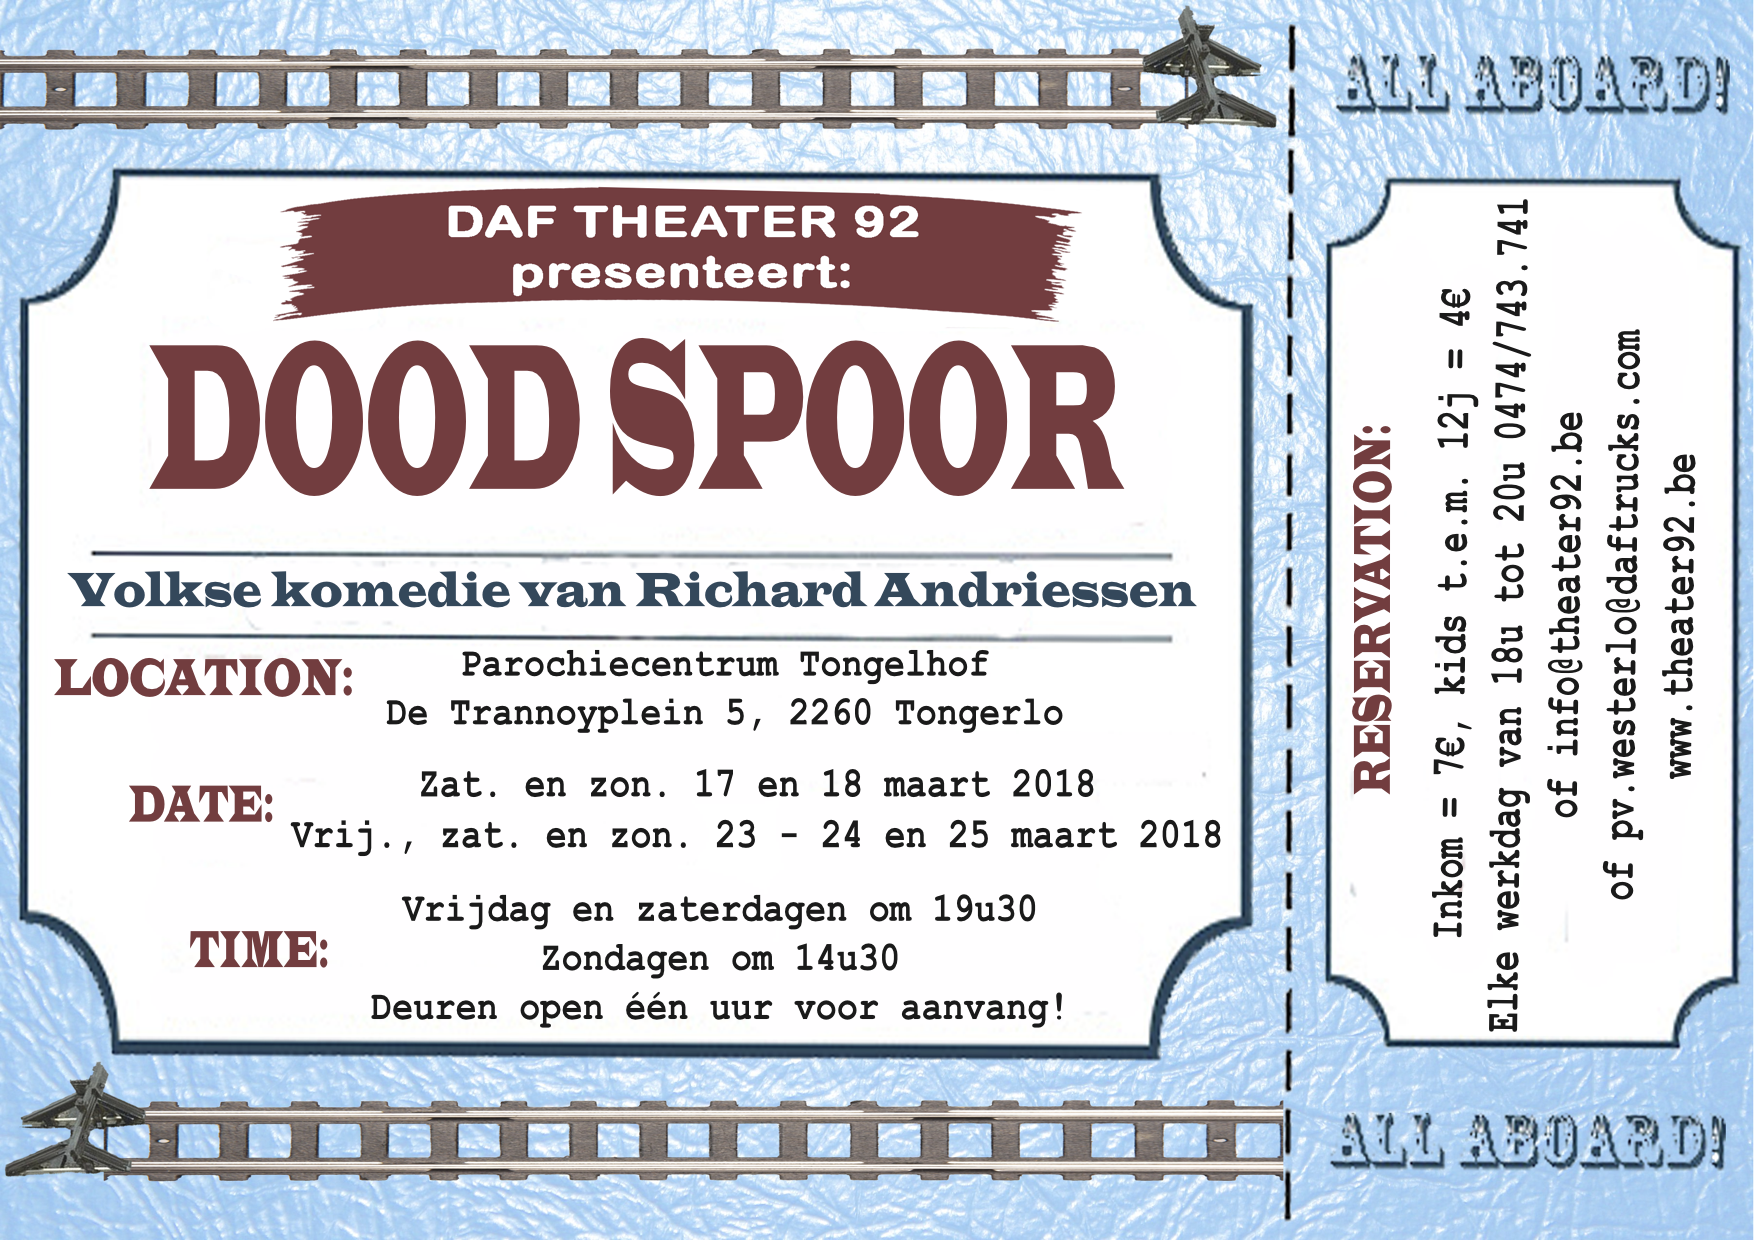 DAF THEATER 92
presenteert:
DOOD SPOOR
Volkse komedie van Richard Andriessen
LOCATION:
Parochiecentrum Tongelhof
De Trannoyplein 5, 2260 Tongerlo
DATE:
Zat. en zon. 17 en 18 maart 2018
Vrij., zat. en zon. 23 - 24 en 25 maart 2018
TIME:
Vrijdag en zaterdagen om 19u30
Zondagen om 14u30
Deuren open één uur voor aanvang!
ALL ABOARD!
RESERVATION:
Inkom = 7€, kids t.e.m. 12j = 4€
Elke werkdag van 18u tot 20u 0474/743.741
of info@theater92.be
of pv.westerlo@daftrucks.com
www.theater92.be
ALL ABOARD!